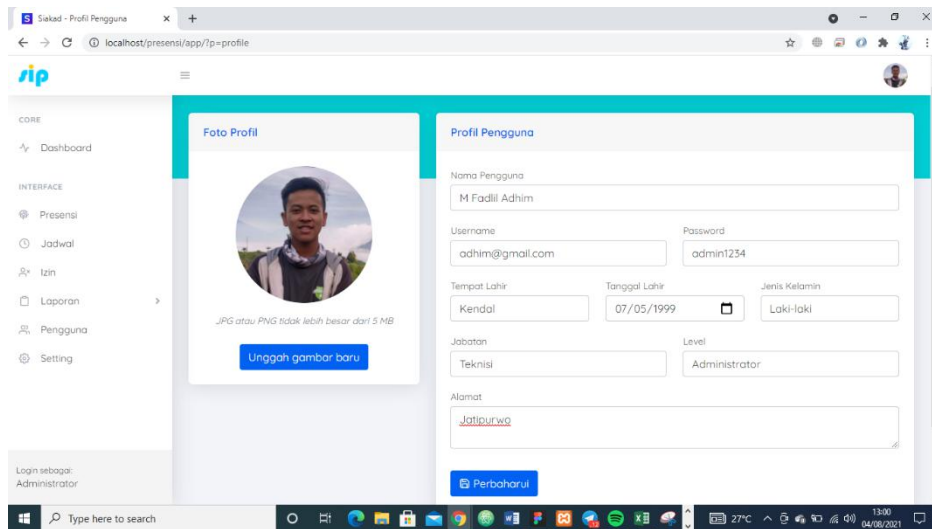 Siakad - Profil Pengguna
localhost/presensi/app/?p=profile
sip
CORE
Dashboard
INTERFACE
Presensi
Jadwal
Izin
Laporan
Pengguna
Setting
Login sebagai:
Administrator
Foto Profil
JPG atau PNG tidak lebih besar dari 5 MB
Unggah gambar baru
Profil Pengguna
Nama Pengguna
M Fadlil Adhim
Username Password
adhim@gmail.com admin1234
Tempat Lahir Tanggal Lahir Jenis Kelamin
Kendal 07/05/1999 Laki-laki
Jabatan Level
Teknisi Administrator
Alamat
Jatipurwo
Perbaharui
Type here to search
27°C
13:00
04/08/2021